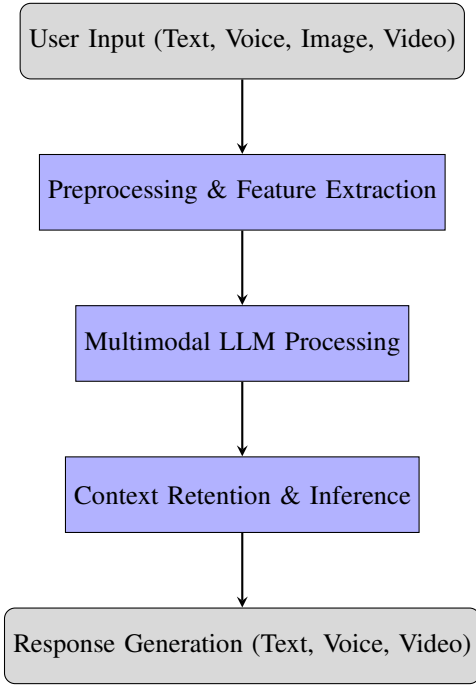 User Input (Text, Voice, Image, Video)
Preprocessing & Feature Extraction
Multimodal LLM Processing
Context Retention & Inference
Response Generation (Text, Voice, Video)